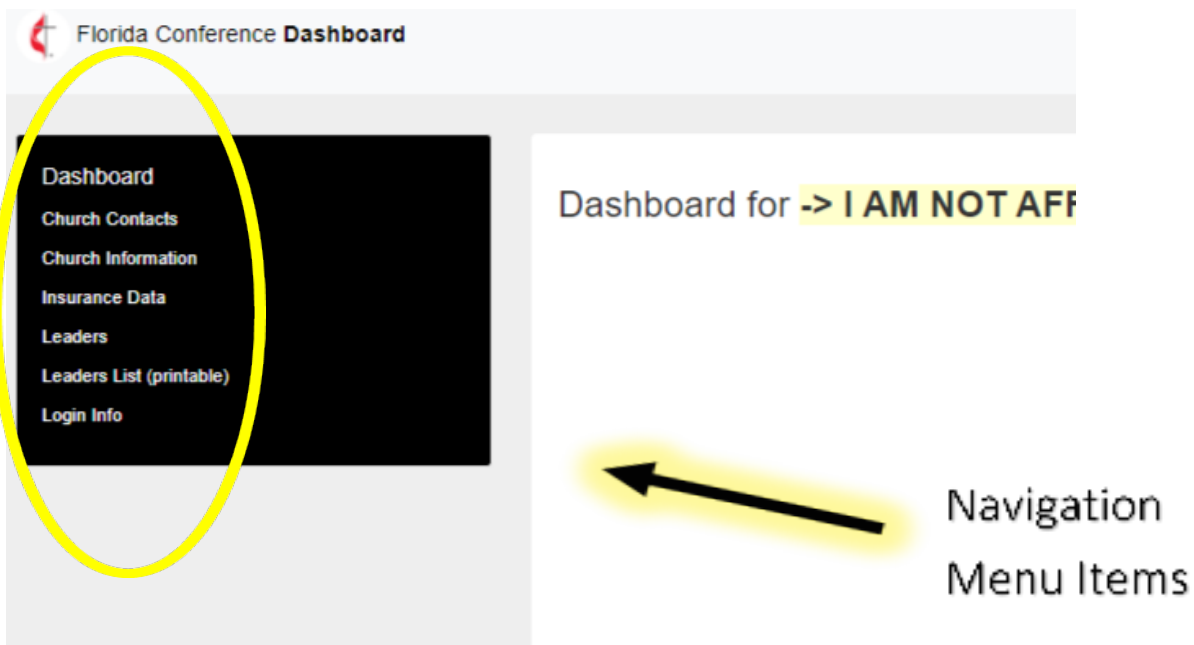 Florida Conference Dashboard
Dashboard
Church Contacts
Church Information
Insurance Data
Leaders
Leaders List (printable)
Login Info
Dashboard for -> I AM NOT AFF
Navigation
Menu Items